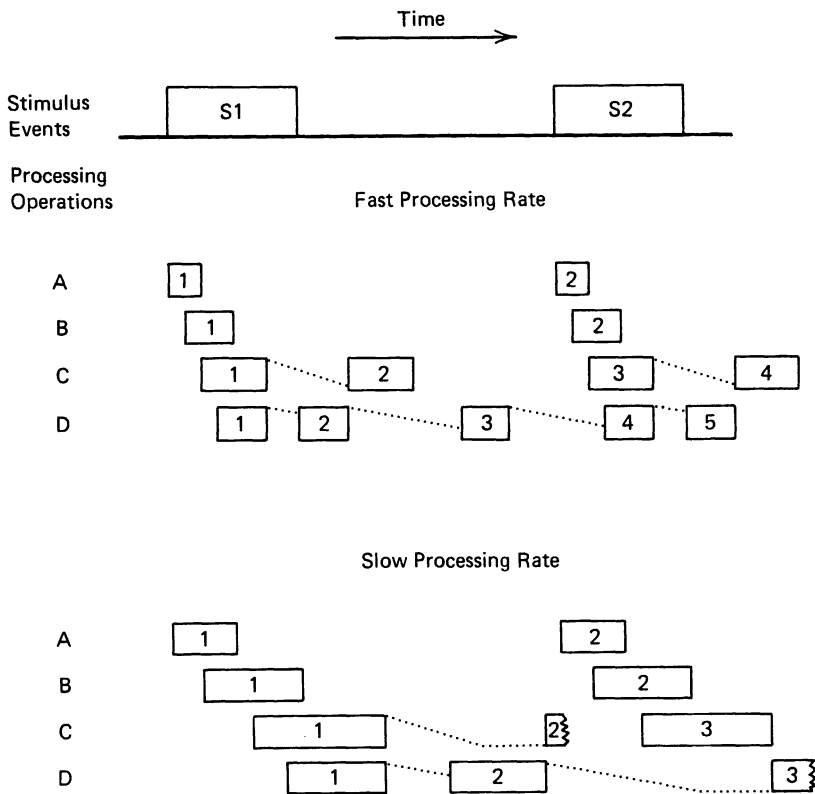 Time
Stimulus
Events
S1 S2
Processing
Operations
Fast Processing Rate
A 1 2
B 1 2
C 1 2 3 4
D 1 2 3 4 5
Slow Processing Rate
A 1 2
B 1 2
C 1 2 3
D 1 2 3